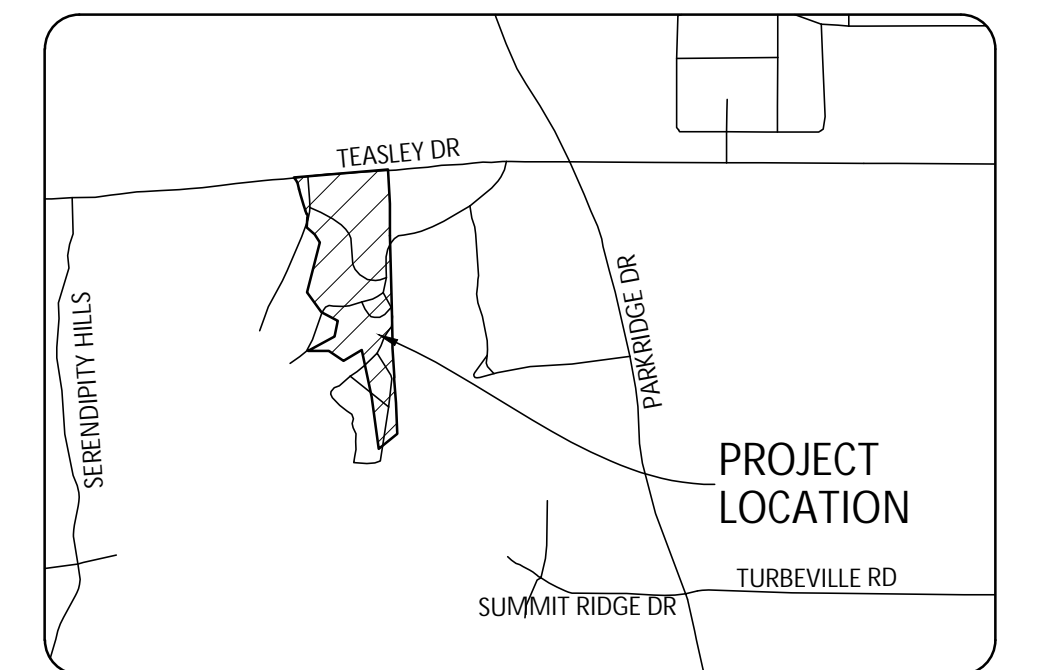 TEASLEY DR
SERENDIPITY HILLS
PARKRIDGE DR
PROJECT
LOCATION
TURBEVILLE RD
SUMMIT RIDGE DR